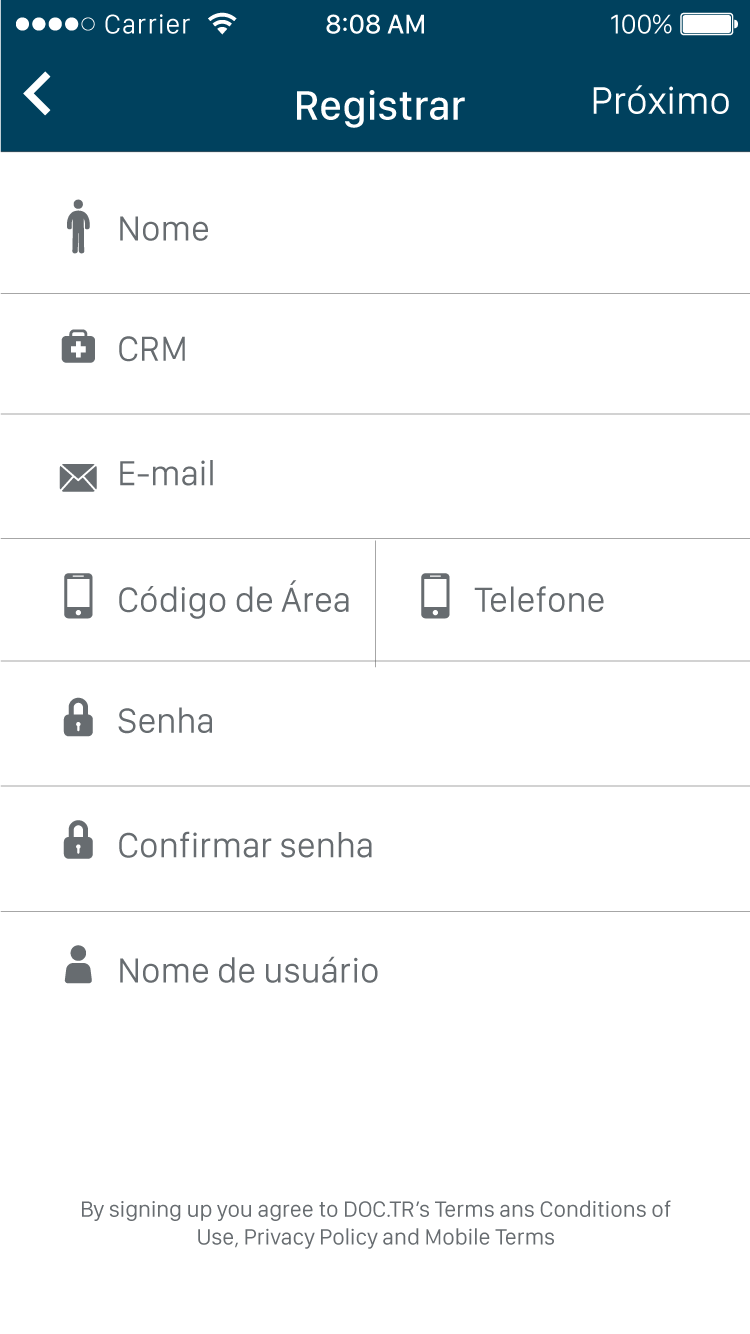 Carrier 8:08 AM 100%
Registrar Próximo
Nome
CRM
E-mail
Código de Área Telefone
Senha
Confirmar senha
Nome de usuário
By signing up you agree to DOC.TR’s Terms ans Conditions of
Use, Privacy Policy and Mobile Terms